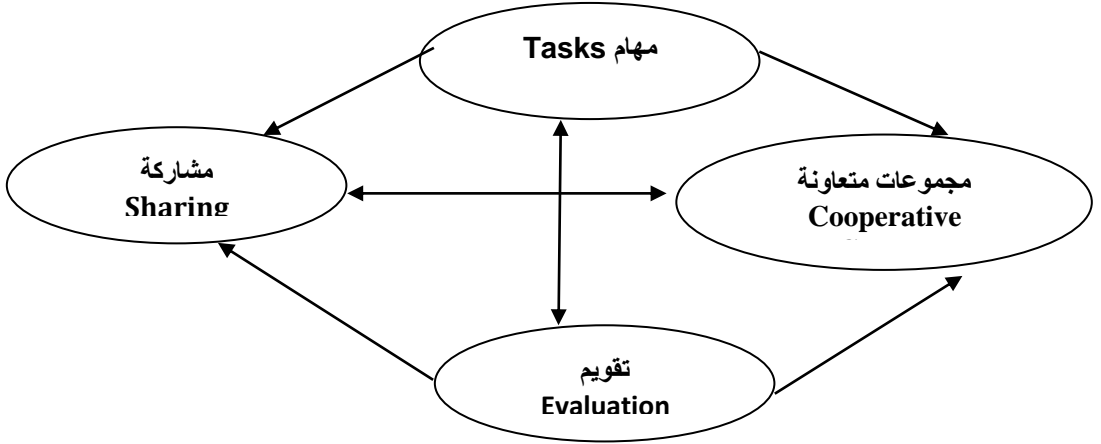 مهام Tasks
مشاركة
Sharing
مجموعات متعاونة
Cooperative
تقويم
Evaluation